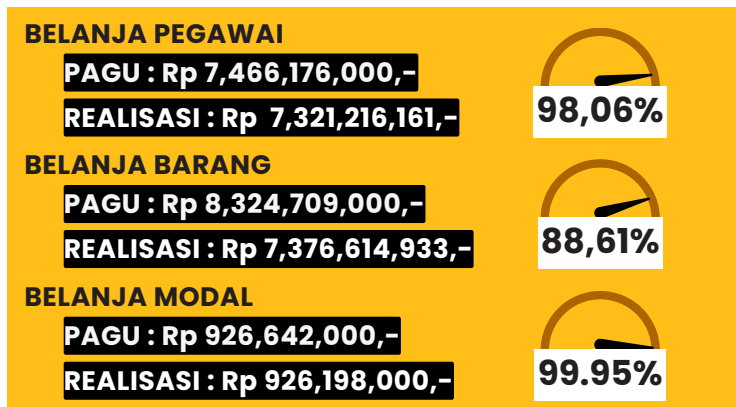 BELANJA PEGAWAI
PAGU : Rp 7,466,176,000,-
REALISASI : Rp 7,321,216,161,-
98,06%
BELANJA BARANG
PAGU : Rp 8,324,709,000,-
REALISASI : Rp 7,376,614,933,-
88,61%
BELANJA MODAL
PAGU : Rp 926,642,000,-
REALISASI : Rp 926,198,000,-
99.95%